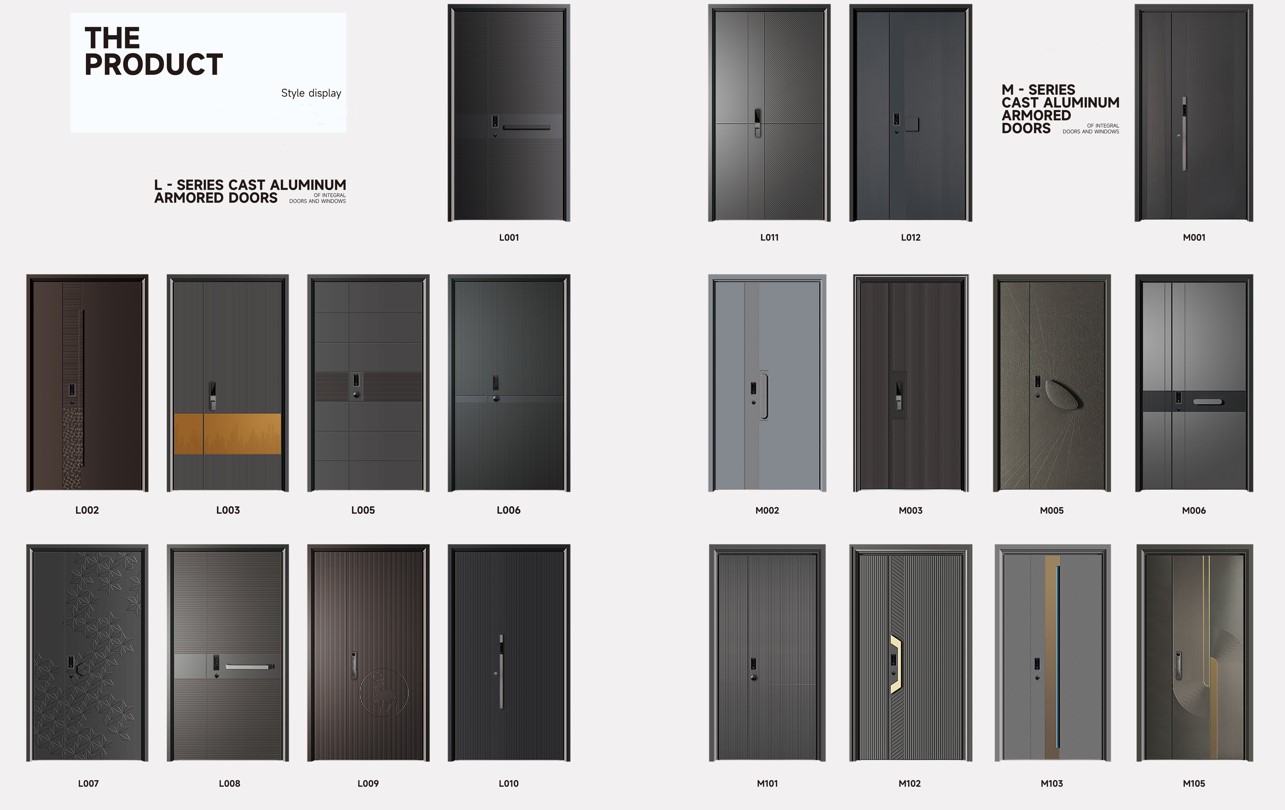 THE
PRODUCT
Style display
L - SERIES CAST ALUMINUM
ARMORED DOORS
OF INTEGRAL
DOORS AND WINDOWS
L001
L002
L003
L005
L006
L007
L008
L009
L010
L011
L012
M - SERIES
CAST ALUMINUM
ARMORED
DOORS
OF INTEGRAL
DOORS AND WINDOWS
M001
M002
M003
M005
M006
M101
M102
M103
M105